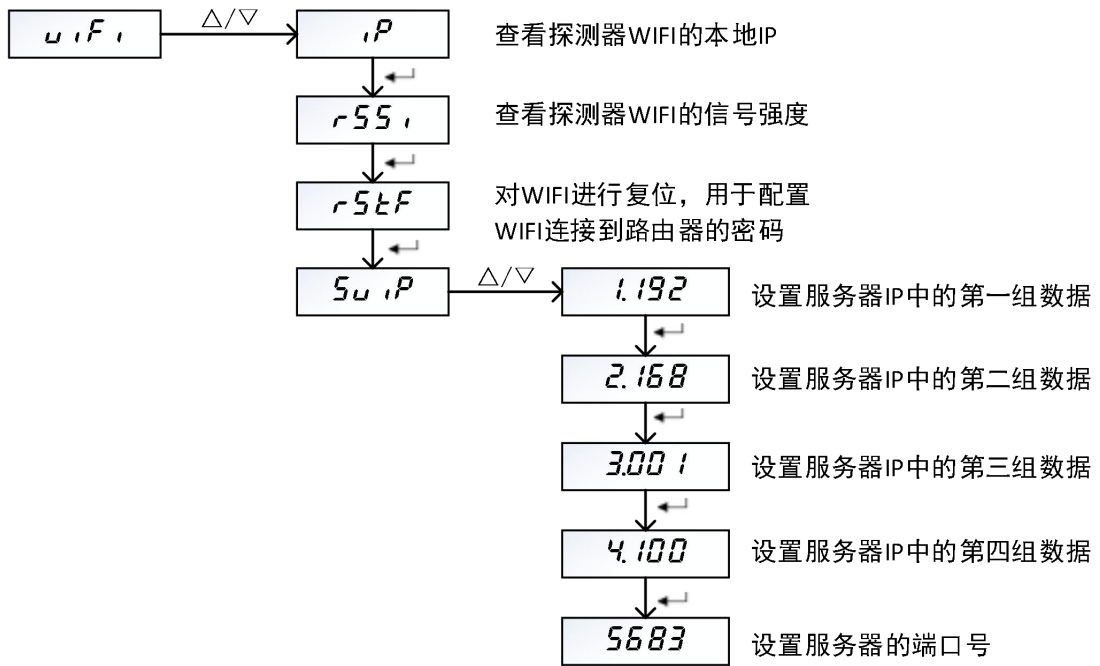 uiFi
△/▽
iP
查看探测器WIFI的本地IP
rSSi
查看探测器WIFI的信号强度
rStF
对WIFI进行复位，用于配置
WIFI连接到路由器的密码
SuiP
△/▽
1.192
设置服务器IP中的第一组数据
2.168
设置服务器IP中的第二组数据
3.001
设置服务器IP中的第三组数据
4.100
设置服务器IP中的第四组数据
5683
设置服务器的端口号